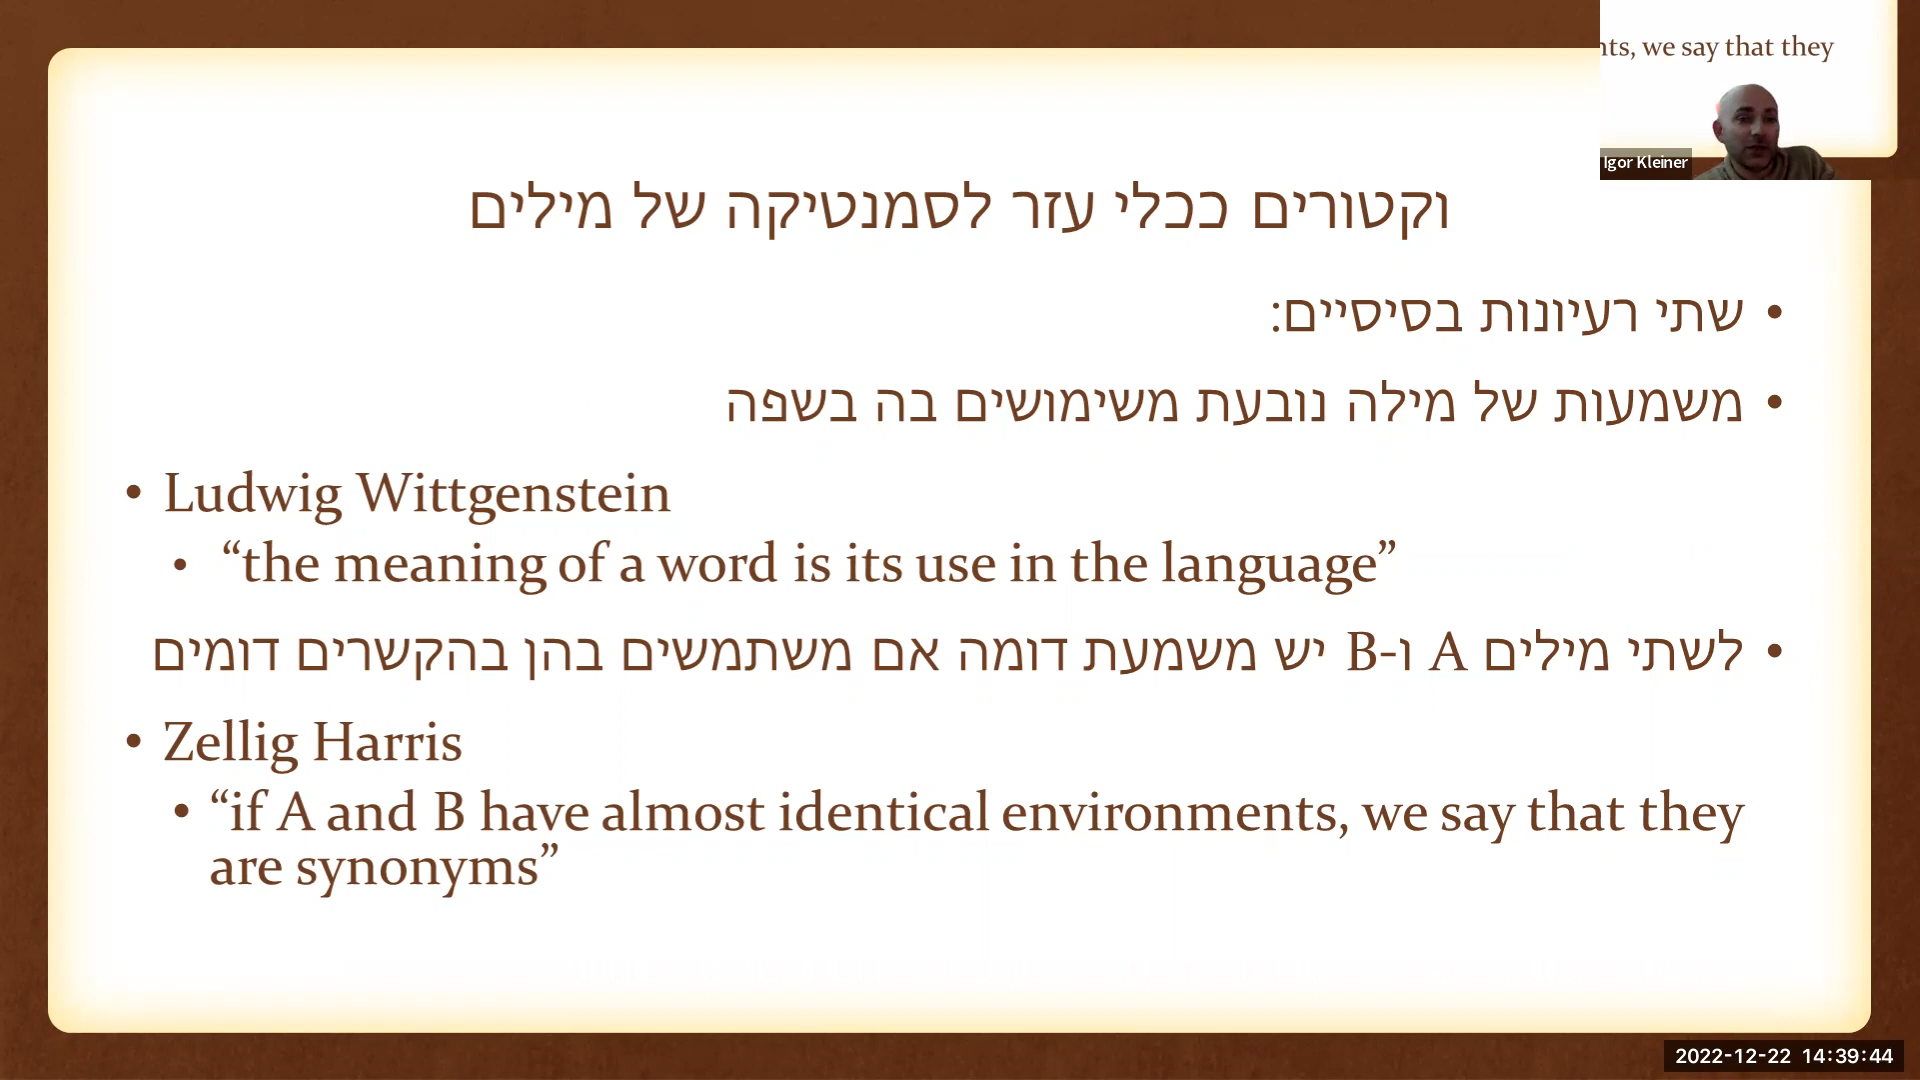 nts, we say that they
Igor Kleiner
וקטורים ככלי עזר לסמנטיקה של מילים
• שתי רעיונות בסיסיים:
• משמעות של מילה נובעת משימושים בה בשפה
• Ludwig Wittgenstein
• “the meaning of a word is its use in the language”
• לשתי מילים A ו-B יש משמעת דומה אם משתמשים בהן בהקשרים דומים
• Zellig Harris
• “if A and B have almost identical environments, we say that they
are synonyms”
2022-12-22 14:39:44